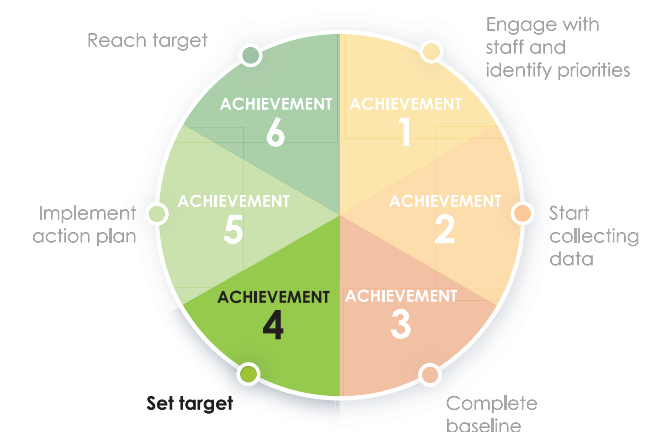 Engage with
staff and
identify priorities
ACHIEVEMENT
1
Start
collecting
data
ACHIEVEMENT
2
Complete
baseline
ACHIEVEMENT
3
Set target
ACHIEVEMENT
4
Implement
action plan
ACHIEVEMENT
5
Reach target
ACHIEVEMENT
6